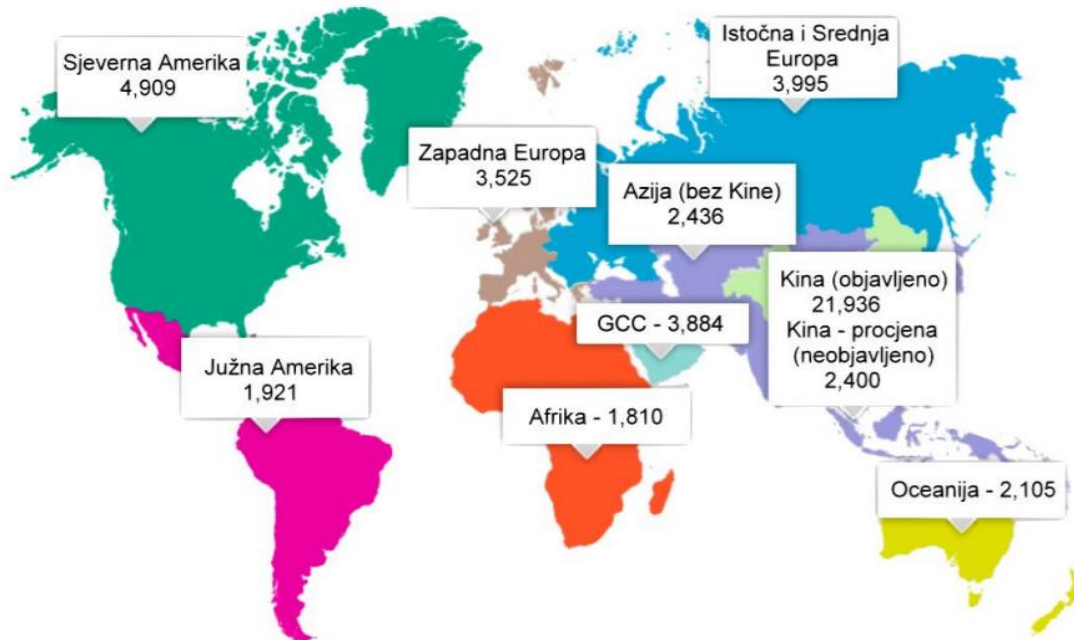 Sjeverna Amerika
4,909
Istočna i Srednja
Europa
3,995
Zapadna Europa
3,525
Azija (bez Kine)
2,436
Kina (objavljeno)
21,936
Kina - procjena
(neobjavljeno)
2,400
GCC - 3,884
Južna Amerika
1,921
Afrika - 1,810
Oceanija - 2,105